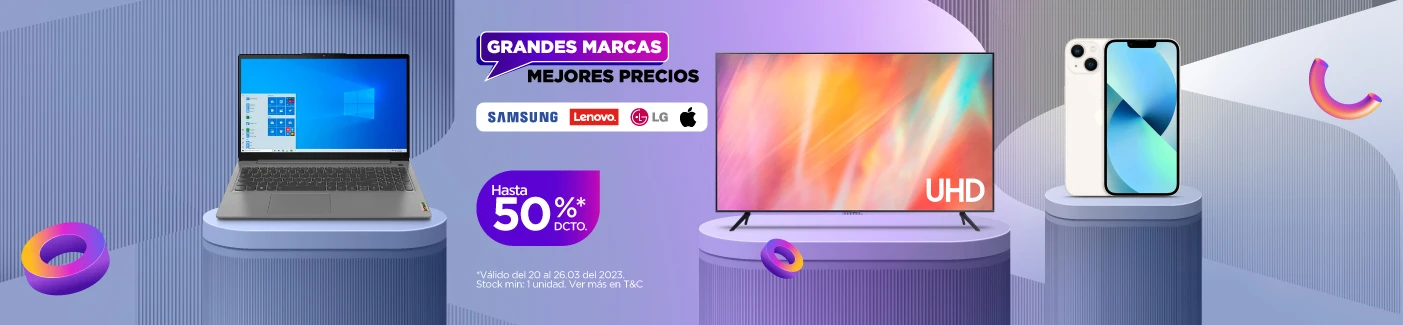 GRANDES MARCAS
MEJORES PRECIOS
SAMSUNG Lenovo. LG
Hasta
50%*
DCTO.
*Válido del 20 al 26.03 del 2023.
Stock min: 1 unidad. Ver más en T&C
UHD